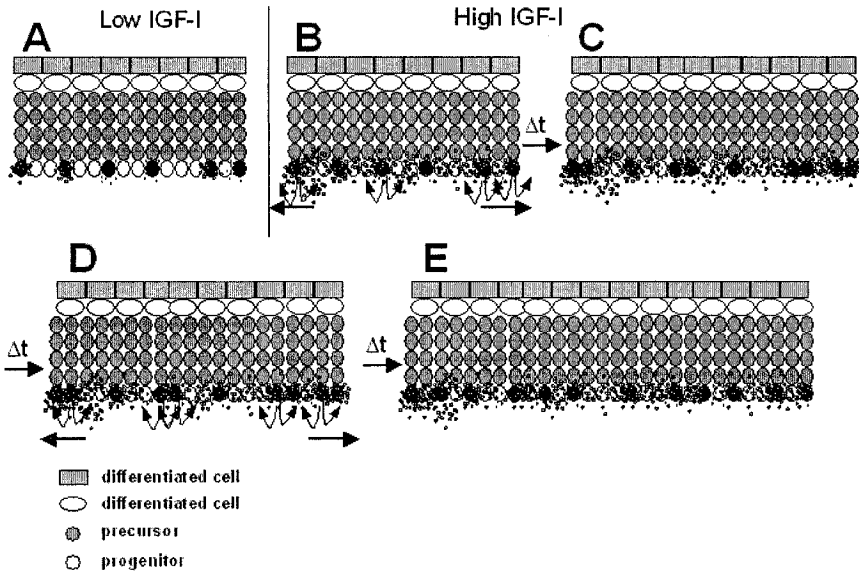 Low IGF-I
High IGF-I
A
B
C
Δt
D
E
Δt
Δt
differentiated cell
differentiated cell
precursor
progenitor